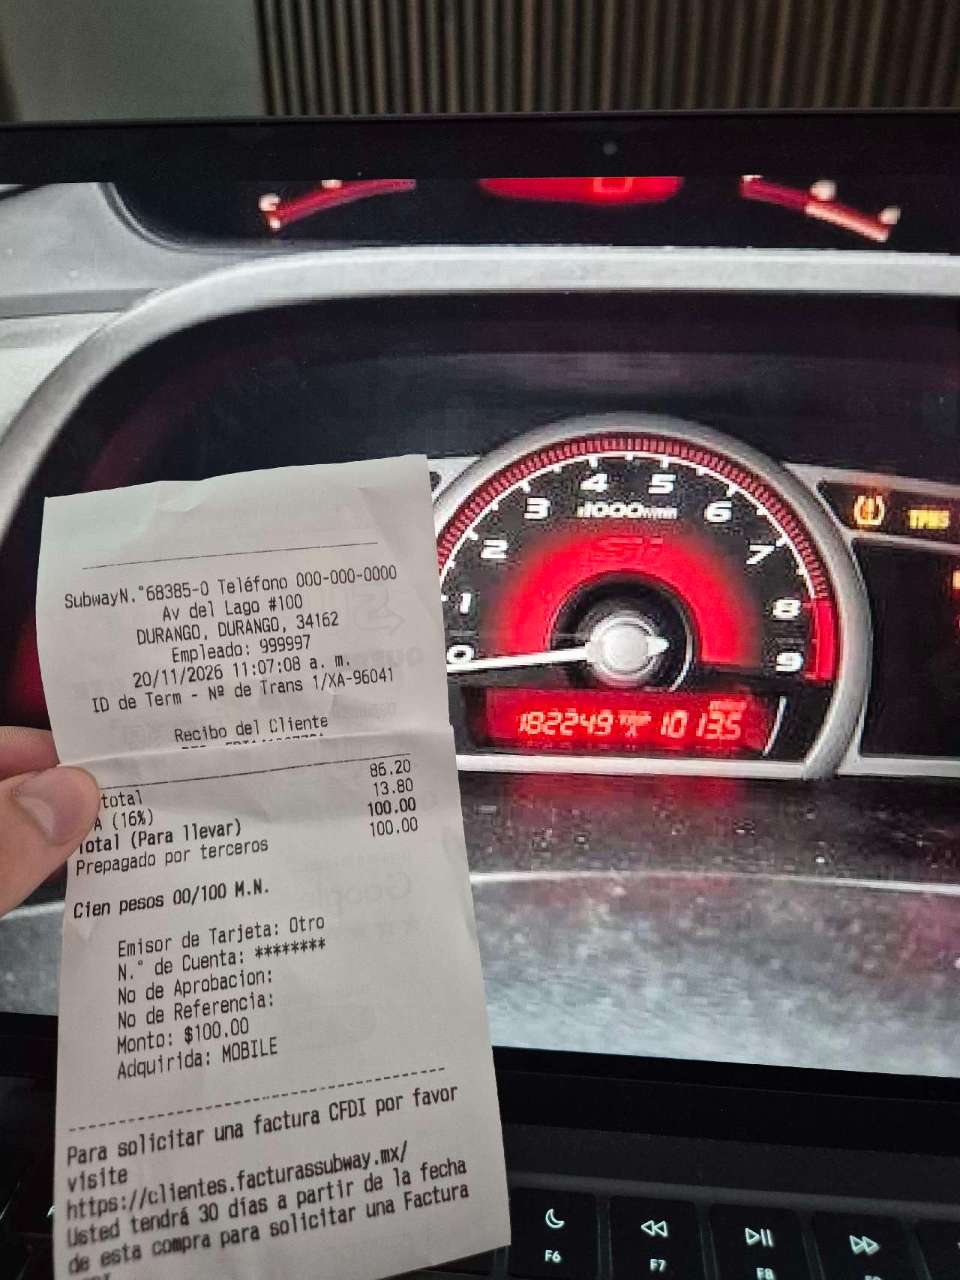 SubwayN.°68385-0 Teléfono 000-000-0000
Av del Lago #100
DURANGO, DURANGO, 34162
Empleado: 999997
20/11/2026 11:07:08 a. m.
ID de Term - Nº de Trans 1/XA-96041
Recibo del Cliente
total 86.20
A (16%) 13.80
Total (Para llevar) 100.00
Prepagado por terceros 100.00
Cien pesos 00/100 M.N.
Emisor de Tarjeta: Otro
N.° de Cuenta: ********
No de Aprobacion:
No de Referencia:
Monto: $100.00
Adquirida: MOBILE
Para solicitar una factura CFDI por favor
visite
https://clientes.facturassubway.mx/
Usted tendrá 30 días a partir de la fecha
de esta compra para solicitar una Factura
0 1 2 3 4 5 6 7 8 9
x1000r/min
Si
TPMS
182249 TRIP A 1013.5
F6 F7 F8